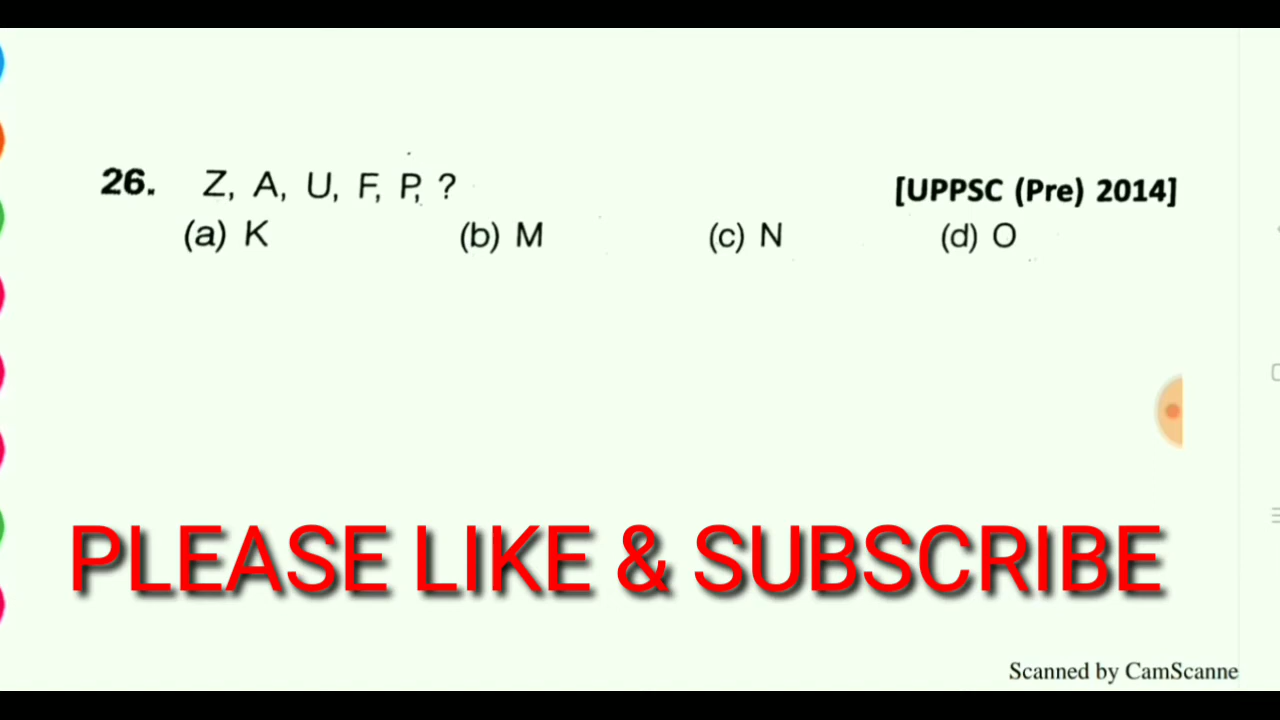 26. Z, A, U, F, P, ? [UPPSC (Pre) 2014]
(a) K (b) M (c) N (d) O
PLEASE LIKE & SUBSCRIBE
Scanned by CamScanne